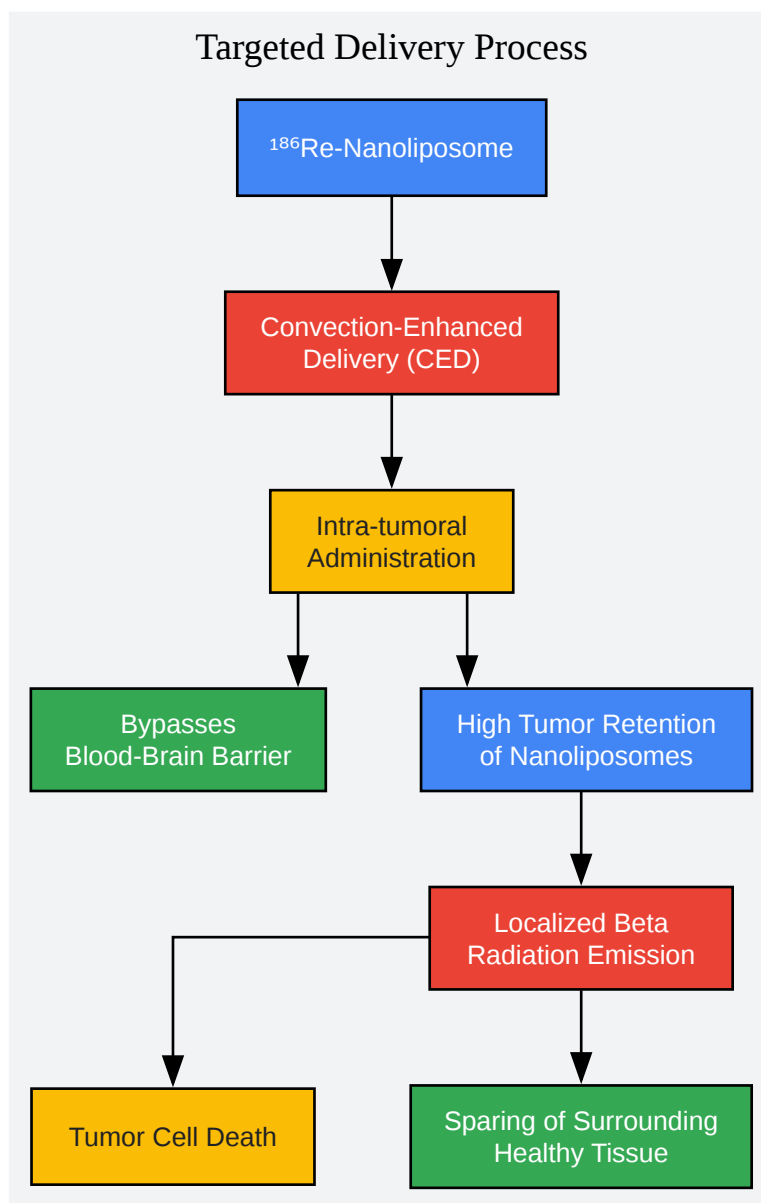 Targeted Delivery Process
¹⁸⁶Re-Nanoliposome
Convection-Enhanced
Delivery (CED)
Intra-tumoral
Administration
Bypasses
Blood-Brain Barrier
High Tumor Retention
of Nanoliposomes
Localized Beta
Radiation Emission
Tumor Cell Death
Sparing of Surrounding
Healthy Tissue